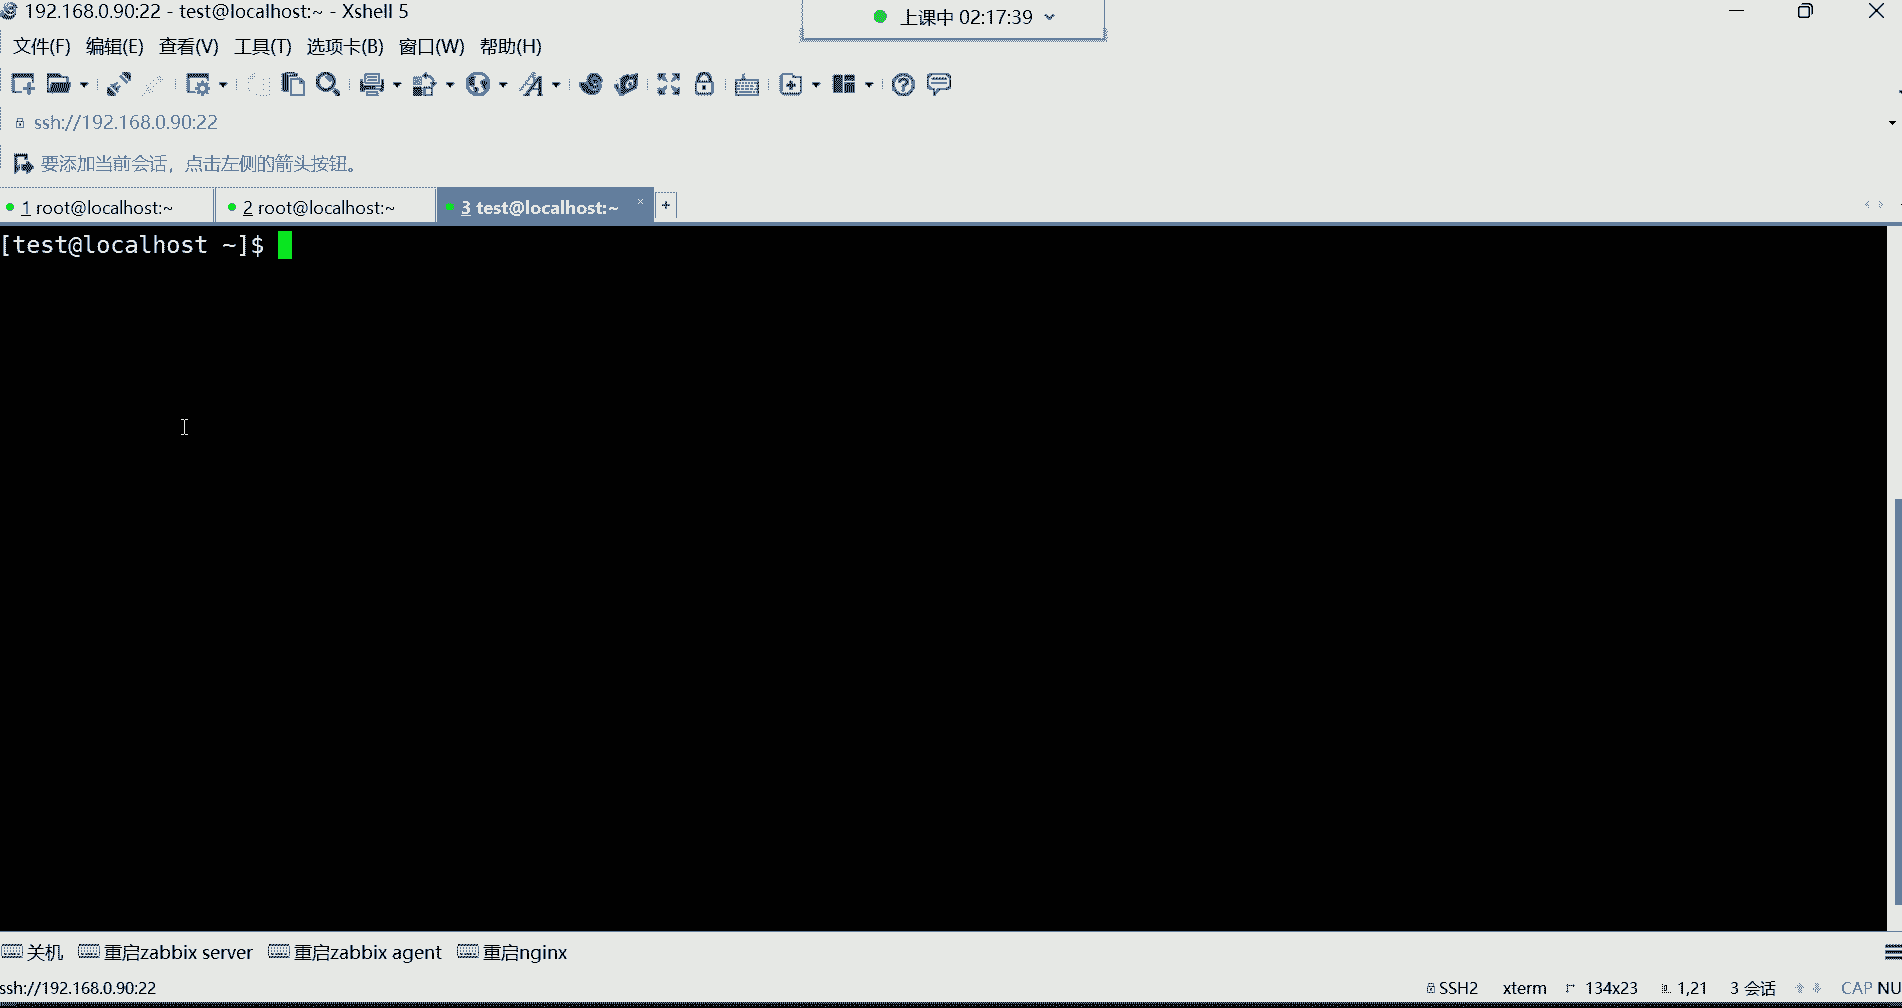 192.168.0.90:22 - test@localhost:~ - Xshell 5
上课中 02:17:39
文件(F) 编辑(E) 查看(V) 工具(T) 选项卡(B) 窗口(W) 帮助(H)
ssh://192.168.0.90:22
要添加当前会话，点击左侧的箭头按钮。
1 root@localhost:~ 2 root@localhost:~ 3 test@localhost:~ × +
[test@localhost ~]$
关机 重启zabbix server 重启zabbix agent 重启nginx
ssh://192.168.0.90:22 SSH2 xterm 134x23 1,21 3 会话 CAP NU